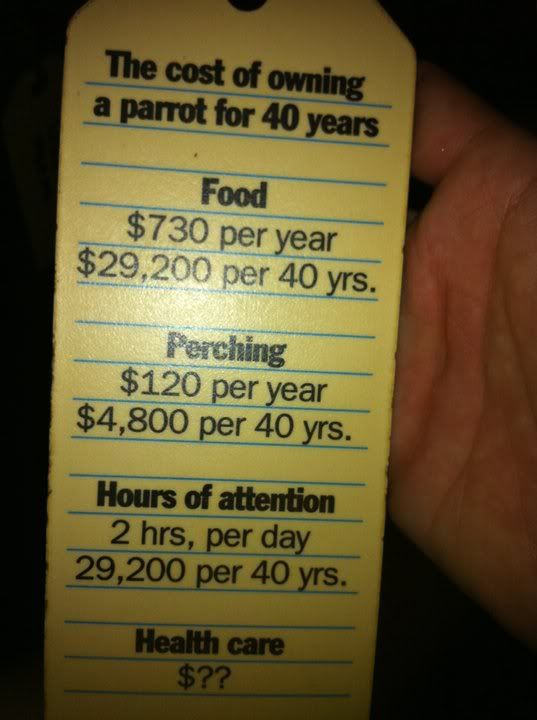 The cost of owning
a parrot for 40 years
Food
$730 per year
$29,200 per 40 yrs.
Perching
$120 per year
$4,800 per 40 yrs.
Hours of attention
2 hrs, per day
29,200 per 40 yrs.
Health care
$??